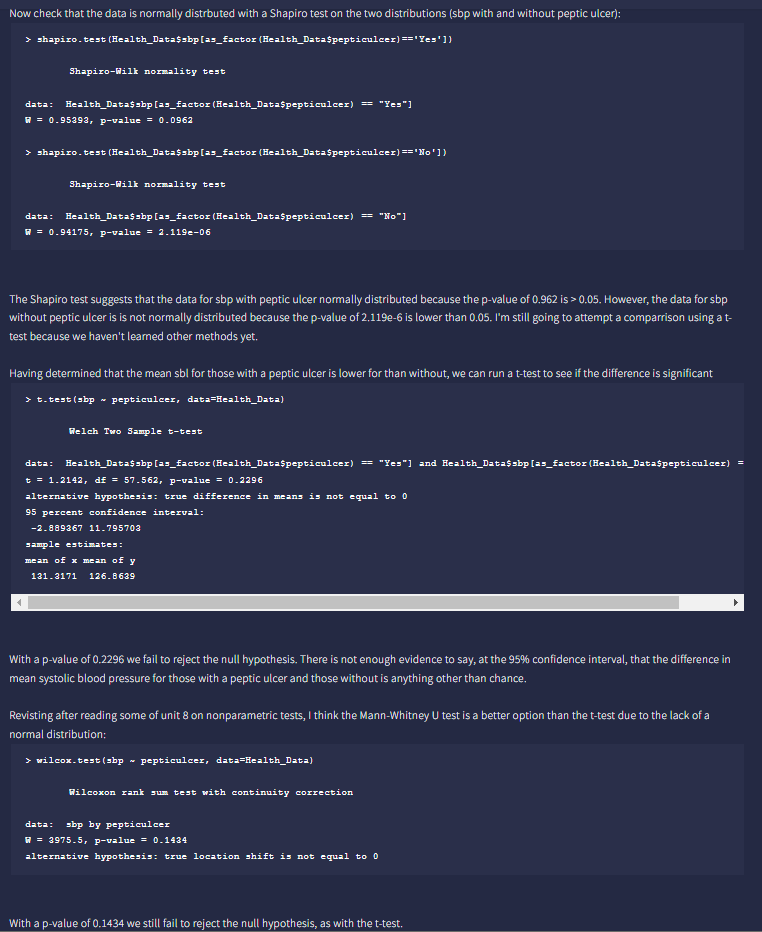 Now check that the data is normally distrbuted with a Shapiro test on the two distributions (sbp with and without peptic ulcer):
> shapiro.test(Health_Data$sbp[as_factor(Health_Data$pepticulcer)=='Yes'])
Shapiro-Wilk normality test
data: Health_Data$sbp[as_factor(Health_Data$pepticulcer) == "Yes"]
W = 0.95393, p-value = 0.0962
> shapiro.test(Health_Data$sbp[as_factor(Health_Data$pepticulcer)=='No'])
Shapiro-Wilk normality test
data: Health_Data$sbp[as_factor(Health_Data$pepticulcer) == "No"]
W = 0.94175, p-value = 2.119e-06
The Shapiro test suggests that the data for sbp with peptic ulcer normally distributed because the p-value of 0.962 is > 0.05. However, the data for sbp
without peptic ulcer is is not normally distributed because the p-value of 2.119e-6 is lower than 0.05. I'm still going to attempt a comparrison using a t-
test because we haven't learned other methods yet.
Having determined that the mean sbl for those with a peptic ulcer is lower for than without, we can run a t-test to see if the difference is significant
> t.test(sbp ~ pepticulcer, data=Health_Data)
Welch Two Sample t-test
data: Health_Data$sbp[as_factor(Health_Data$pepticulcer) == "Yes"] and Health_Data$sbp[as_factor(Health_Data$pepticulcer) =
t = 1.2142, df = 57.562, p-value = 0.2296
alternative hypothesis: true difference in means is not equal to 0
95 percent confidence interval:
-2.889367 11.795703
sample estimates:
mean of x mean of y
131.3171 126.8639
With a p-value of 0.2296 we fail to reject the null hypothesis. There is not enough evidence to say, at the 95% confidence interval, that the difference in
mean systolic blood pressure for those with a peptic ulcer and those without is anything other than chance.
Revisting after reading some of unit 8 on nonparametric tests, I think the Mann-Whitney U test is a better option than the t-test due to the lack of a
normal distribution:
> wilcox.test(sbp ~ pepticulcer, data=Health_Data)
Wilcoxon rank sum test with continuity correction
data: sbp by pepticulcer
W = 3975.5, p-value = 0.1434
alternative hypothesis: true location shift is not equal to 0
With a p-value of 0.1434 we still fail to reject the null hypothesis, as with the t-test.